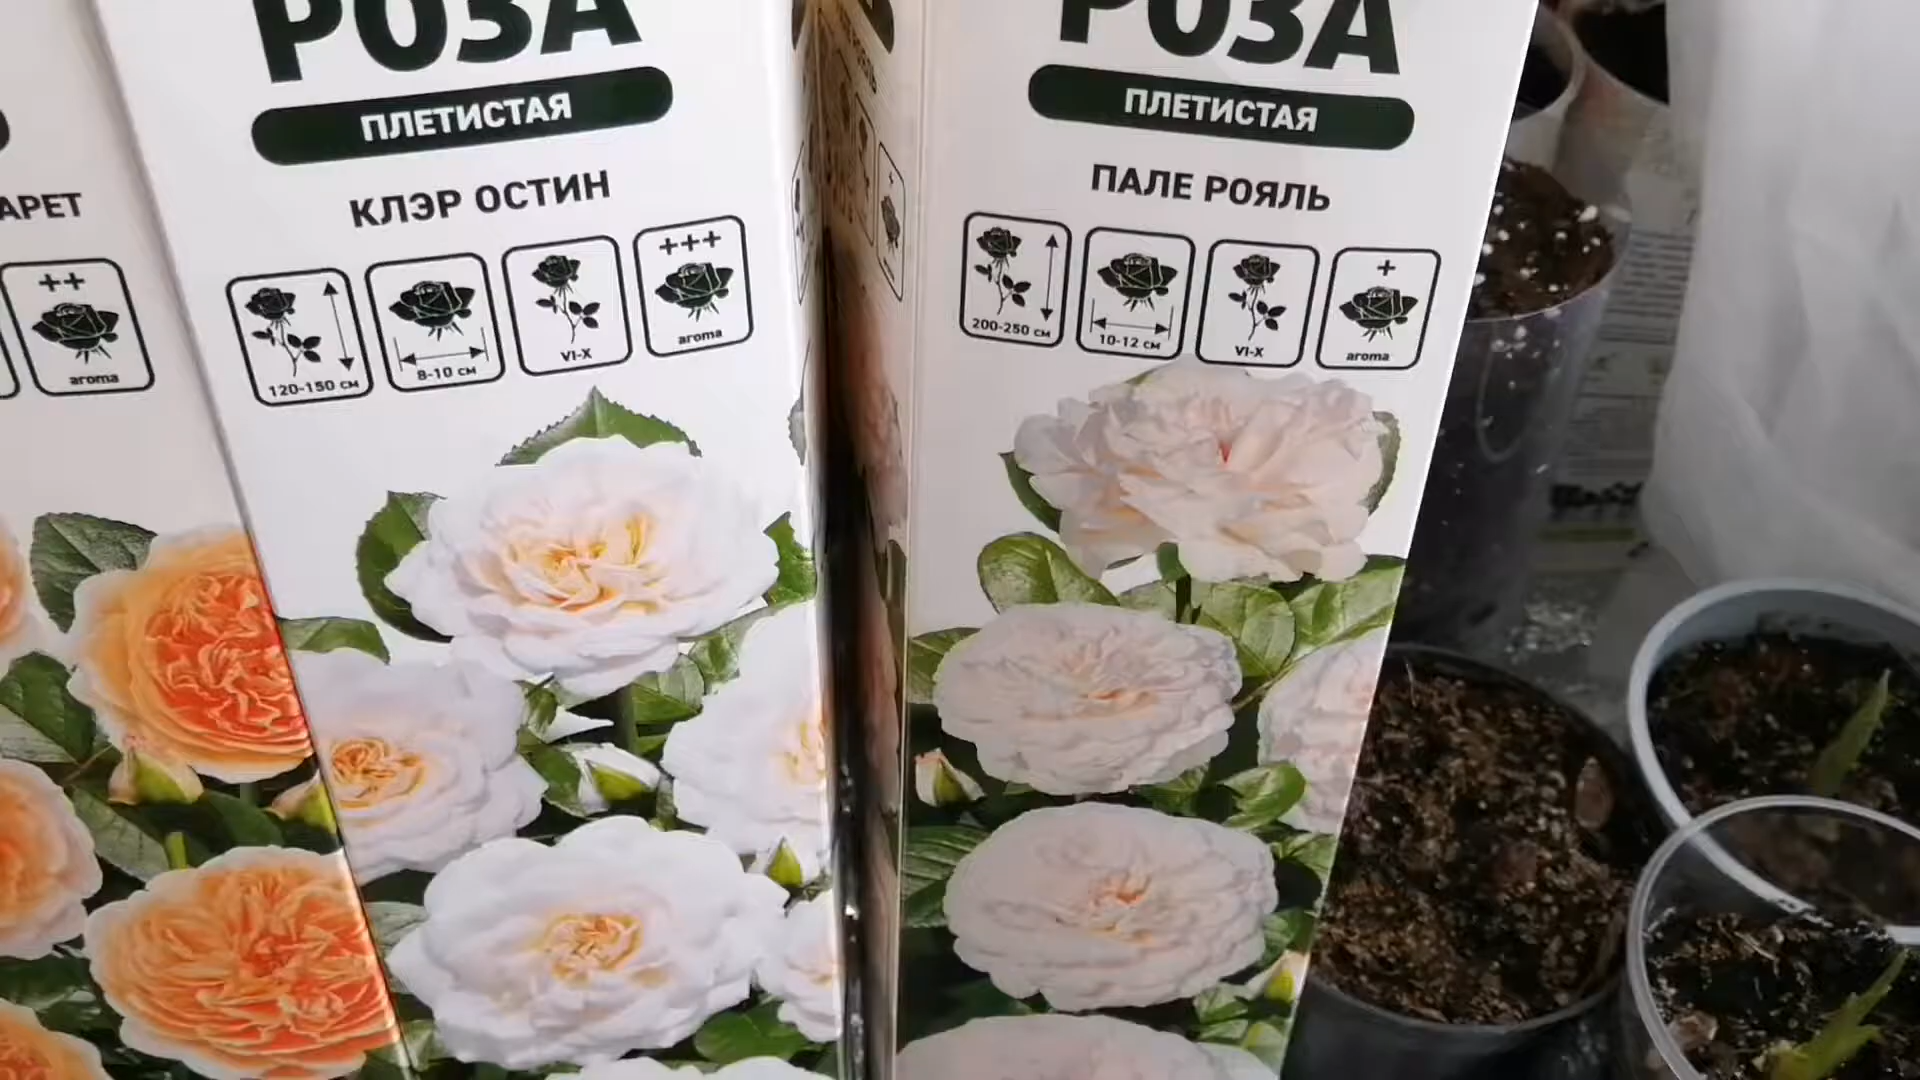 АРЕТ
++
aroma
РОЗА
ПЛЕТИСТАЯ
КЛЭР ОСТИН
120-150 см
8-10 см
VI-X
+++
aroma
РОЗА
ПЛЕТИСТАЯ
ПАЛЕ РОЯЛЬ
200-250 см
10-12 см
VI-X
+
aroma